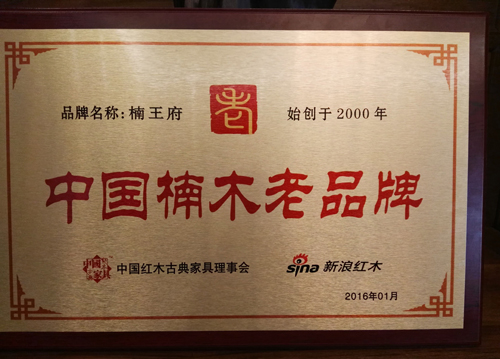 品牌名称:楠王府
老
始创于2000年
中国楠木老品牌
中国红木古典家具理事会
sina 新浪红木
2016年01月